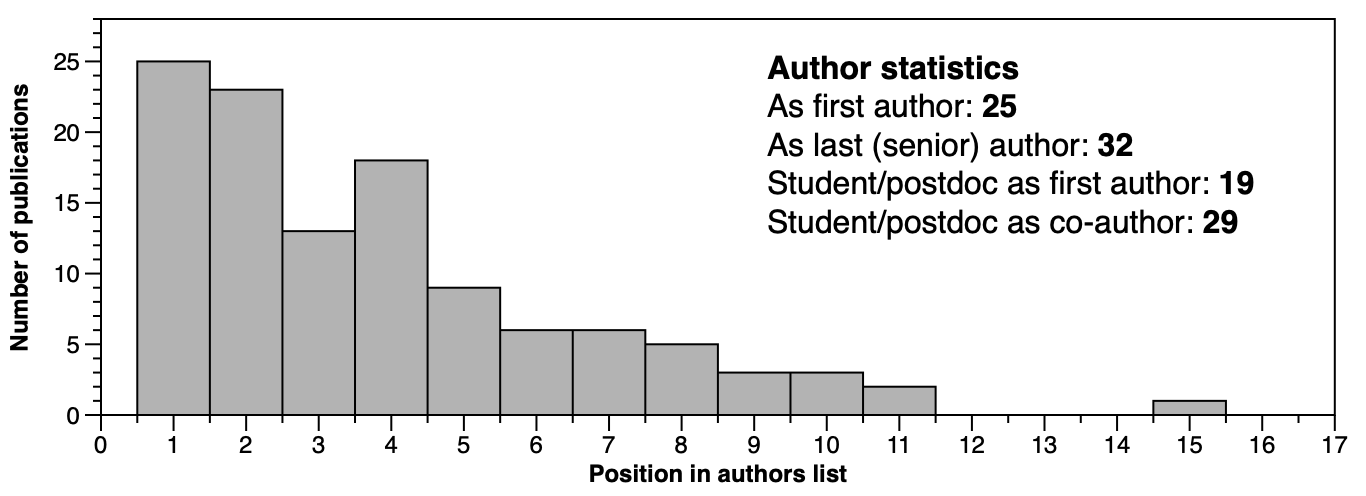 Author statistics
As first author: 25
As last (senior) author: 32
Student/postdoc as first author: 19
Student/postdoc as co-author: 29
Number of publications
25
20
15
10
5
0
0 1 2 3 4 5 6 7 8 9 10 11 12 13 14 15 16 17
Position in authors list